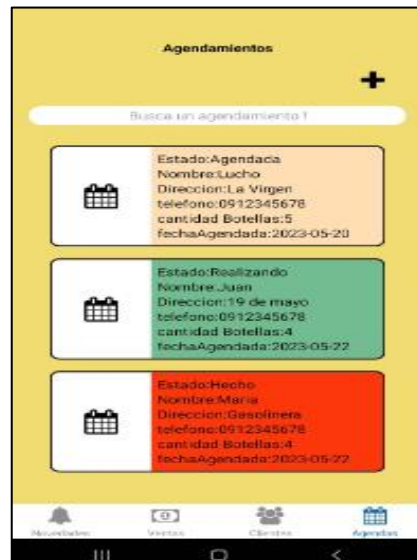 Agendamientos
Busca un agendamiento !
Estado:Agendada
Nombre:Lucho
Direccion:La Virgen
telefono:0912345678
cantidad Botellas:5
fechaAgendada:2023-05-20
Estado:Realizando
Nombre:Juan
Direccion:19 de mayo
telefono:0912345678
cantidad Botellas:4
fechaAgendada:2023-05-22
Estado:Hecho
Nombre:Maria
Direccion:Gasolinera
telefono:0912345678
cantidad Botellas:4
fechaAgendada:2023-05-22
Novedades Ventas Clientes Agendas